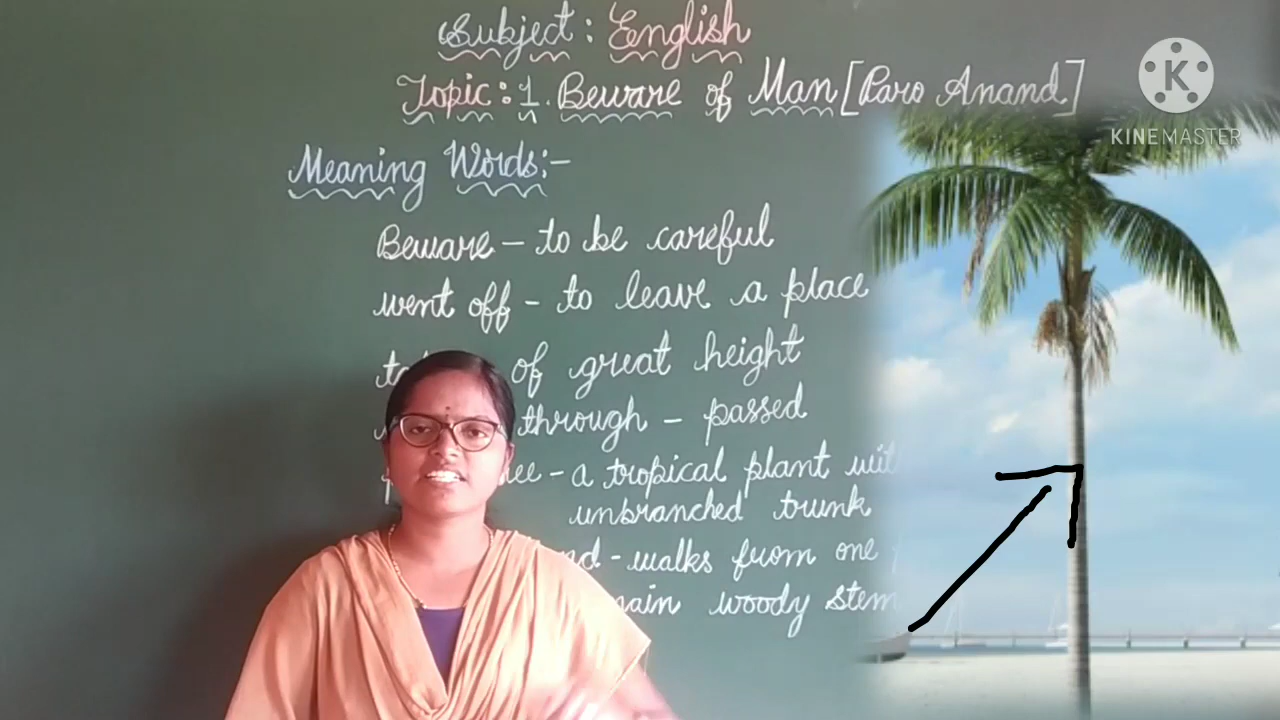 Subject: English
Topic: 1. Beware of Man [Paro Anand]
K
KINEMASTER
Meaning Words:-
Beware - to be careful
went off - to leave a place
of great height
through - passed
- a tropical plant
unbranched trunk
- walks from one
woody stem